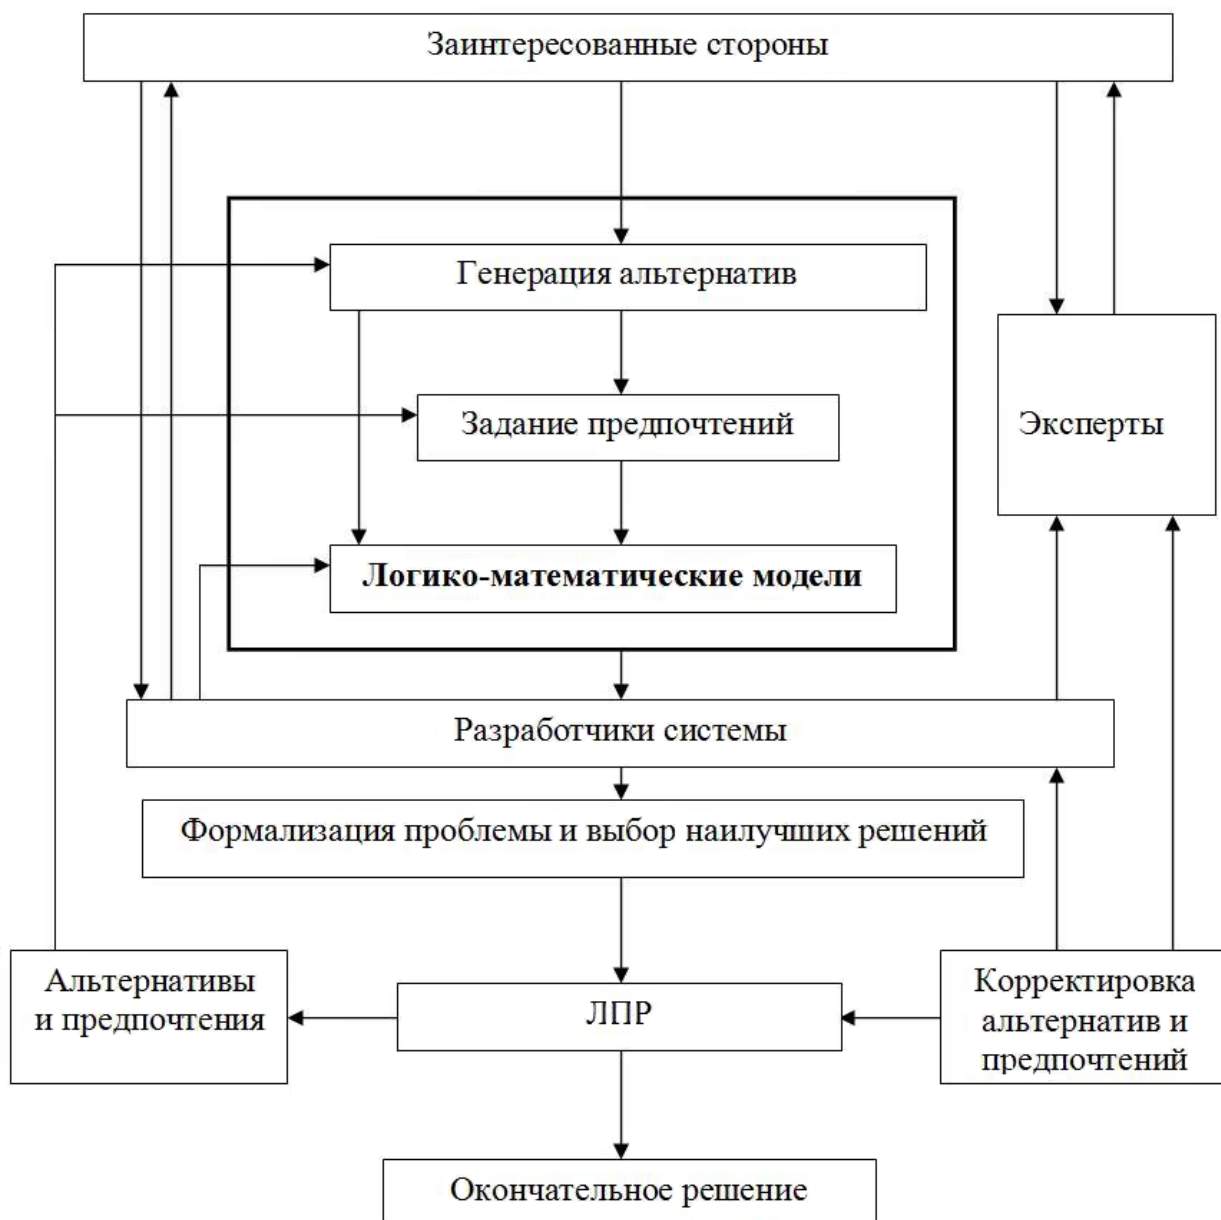 Заинтересованные стороны
Генерация альтернатив
Задание предпочтений
Эксперты
Логико-математические модели
Разработчики системы
Формализация проблемы и выбор наилучших решений
Альтернативы
и предпочтения
ЛПР
Корректировка
альтернатив и
предпочтений
Окончательное решение